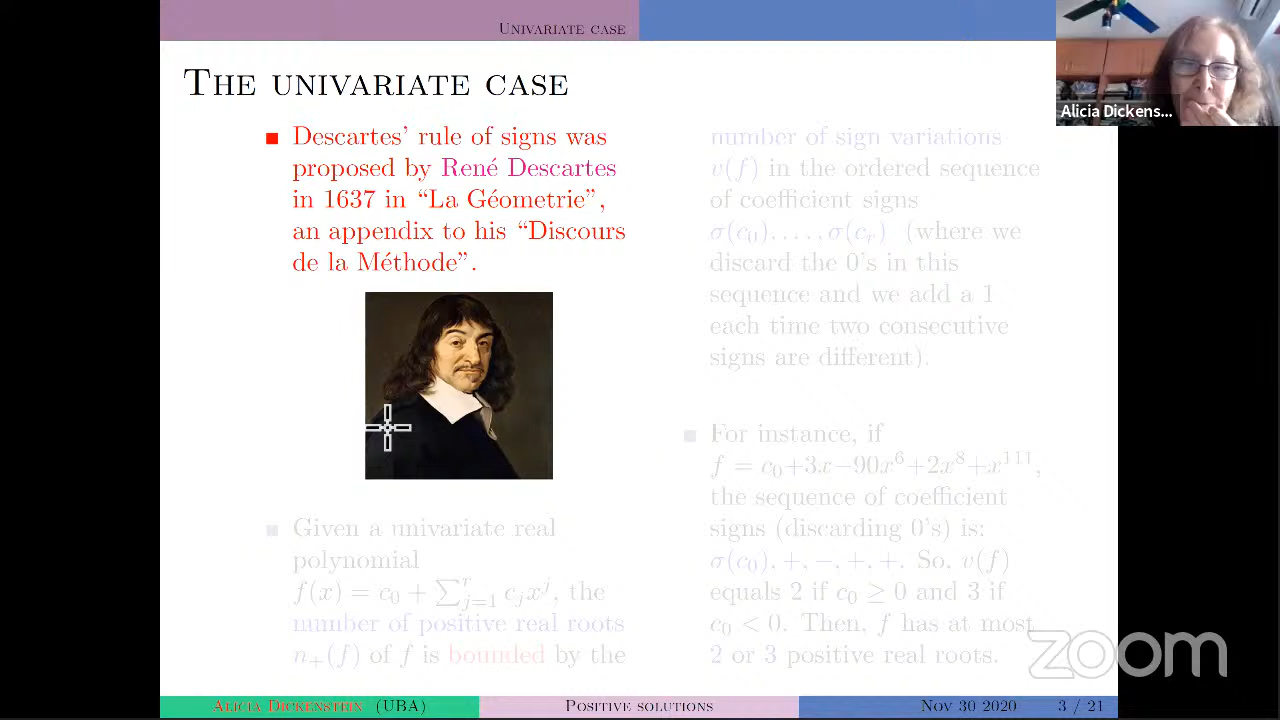 UNIVARIATE CASE
THE UNIVARIATE CASE
Descartes' rule of signs was
proposed by René Descartes
in 1637 in “La Géometrie”,
an appendix to his “Discours
de la Méthode”.
Given a univariate real
polynomial
f(x) = c₀ + ∑ʳⱼ₌₁ cⱼxʲ, the
number of positive real roots
n₊(f) of f is bounded by the
number of sign variations
v(f) in the ordered sequence
of coefficient signs
σ(c₀), . . . , σ(cᵣ) (where we
discard the 0's in this
sequence and we add a 1
each time two consecutive
signs are different).
For instance, if
f = c₀+3x−90x⁶+2x⁸+x¹¹¹,
the sequence of coefficient
signs (discarding 0's) is:
σ(c₀), +, −, +, +. So, v(f)
equals 2 if c₀ ≥ 0 and 3 if
c₀ < 0. Then, f has at most
2 or 3 positive real roots.
Alicia Dickens...
zoom
ALICIA DICKENSTEIN (UBA)
POSITIVE SOLUTIONS
NOV 30 2020
3 / 21